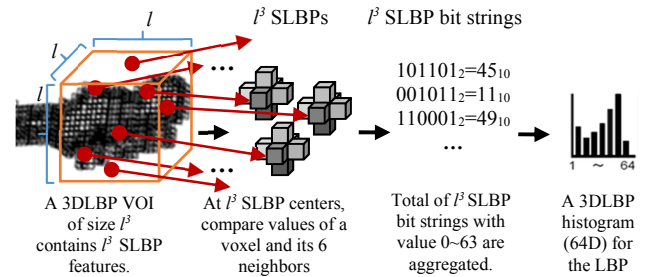 l
l³ SLBPs
l³ SLBP bit strings
l
l
...
101101₂=45₁₀
001011₂=11₁₀
110001₂=49₁₀
...
...
1 ~ 64
A 3DLBP VOI
of size l³
contains l³ SLBP
features.
At l³ SLBP centers,
compare values of a
voxel and its 6
neighbors
Total of l³ SLBP
bit strings with
value 0~63 are
aggregated.
A 3DLBP
histogram
(64D) for
the LBP